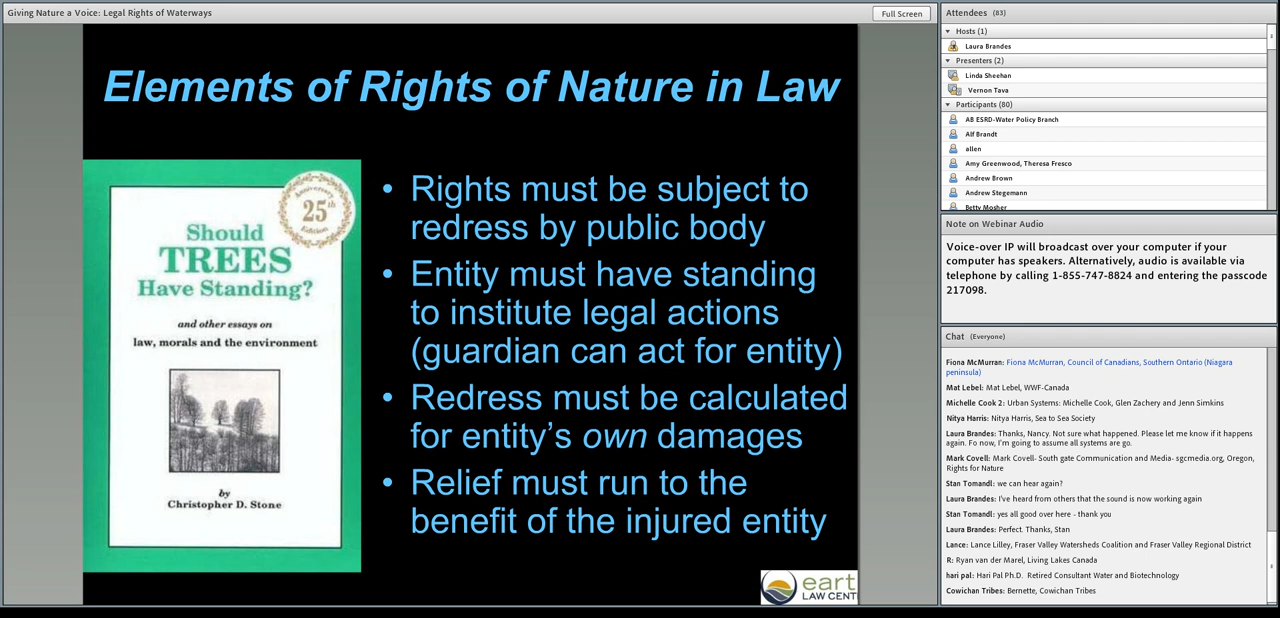 Giving Nature a Voice: Legal Rights of Waterways
Full Screen
Elements of Rights of Nature in Law
Anniversary
25th
Edition
Should
TREES
Have Standing?
and other essays on
law, morals and the environment
by
Christopher D. Stone
• Rights must be subject to
redress by public body
• Entity must have standing
to institute legal actions
(guardian can act for entity)
• Redress must be calculated
for entity’s own damages
• Relief must run to the
benefit of the injured entity
eart
LAW CENT
Attendees (83)
Hosts (1)
Laura Brandes
Presenters (2)
Linda Sheehan
Vernon Tava
Participants (80)
AB ESRD-Water Policy Branch
Alf Brandt
allen
Amy Greenwood, Theresa Fresco
Andrew Brown
Andrew Stegemann
Betty Mosher
Note on Webinar Audio
Voice-over IP will broadcast over your computer if your
computer has speakers. Alternatively, audio is available via
telephone by calling 1-855-747-8824 and entering the passcode
217098.
Chat (Everyone)
Fiona McMurran: Fiona McMurran, Council of Canadians, Southern Ontario (Niagara
peninsula)
Mat Lebel: Mat Lebel, WWF-Canada
Michelle Cook 2: Urban Systems: Michelle Cook, Glen Zachery and Jenn Simkins
Nitya Harris: Nitya Harris, Sea to Sea Society
Laura Brandes: Thanks, Nancy. Not sure what happened. Please let me know if it happens
again. Fo now, I'm going to assume all systems are go.
Mark Covell: Mark Covell- South gate Communication and Media- sgcmedia.org, Oregon,
Rights for Nature
Stan Tomandl: we can hear again?
Laura Brandes: I've heard from others that the sound is now working again
Stan Tomandl: yes all good over here - thank you
Laura Brandes: Perfect. Thanks, Stan
Lance: Lance Lilley, Fraser Valley Watersheds Coalition and Fraser Valley Regional District
R: Ryan van der Marel, Living Lakes Canada
hari pal: Hari Pal Ph.D. Retired Consultant Water and Biotechnology
Cowichan Tribes: Bernette, Cowichan Tribes